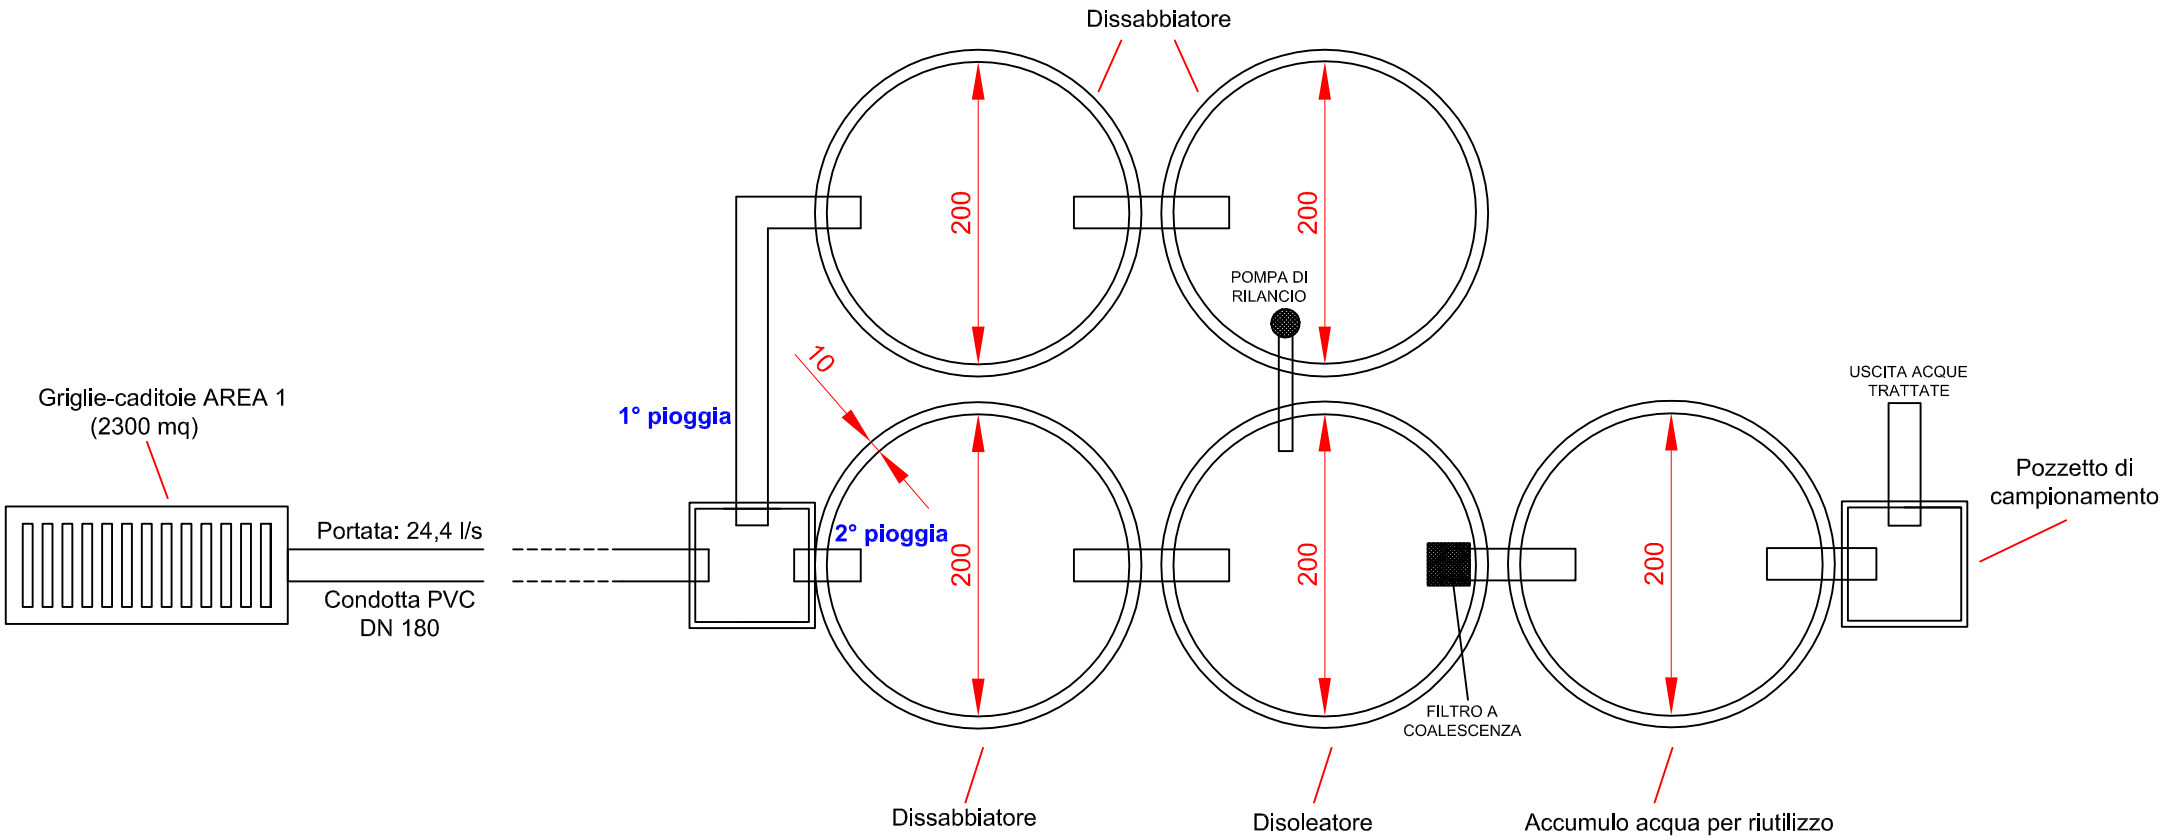 Dissabbiatore
200
200
POMPA DI
RILANCIO
10
Griglie-caditoie AREA 1
(2300 mq)
1° pioggia
USCITA ACQUE
TRATTATE
Pozzetto di
campionamento
Portata: 24,4 l/s
2° pioggia
200
200
200
Condotta PVC
DN 180
FILTRO A
COALESCENZA
Dissabbiatore
Disoleatore
Accumulo acqua per riutilizzo